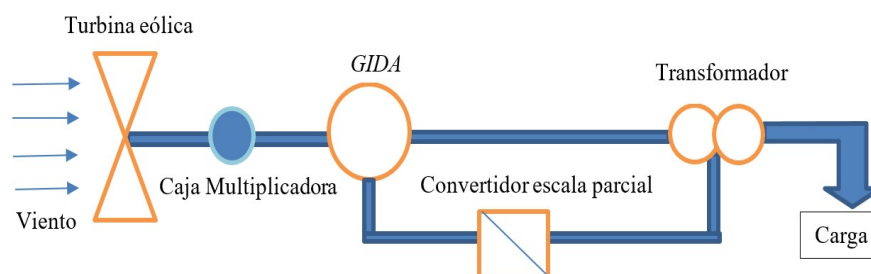 Turbina eólica
GIDA
Transformador
Caja Multiplicadora
Convertidor escala parcial
Viento
Carga